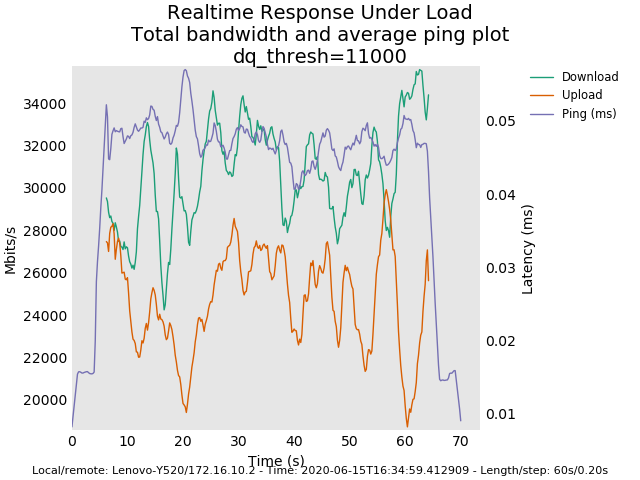 Realtime Response Under Load
Total bandwidth and average ping plot
dq_thresh=11000
Download
Upload
Ping (ms)
Mbits/s
34000
32000
30000
28000
26000
24000
22000
20000
0.05
0.04
0.03
0.02
0.01
Latency (ms)
0 10 20 30 40 50 60 70
Time (s)
Local/remote: Lenovo-Y520/172.16.10.2 - Time: 2020-06-15T16:34:59.412909 - Length/step: 60s/0.20s